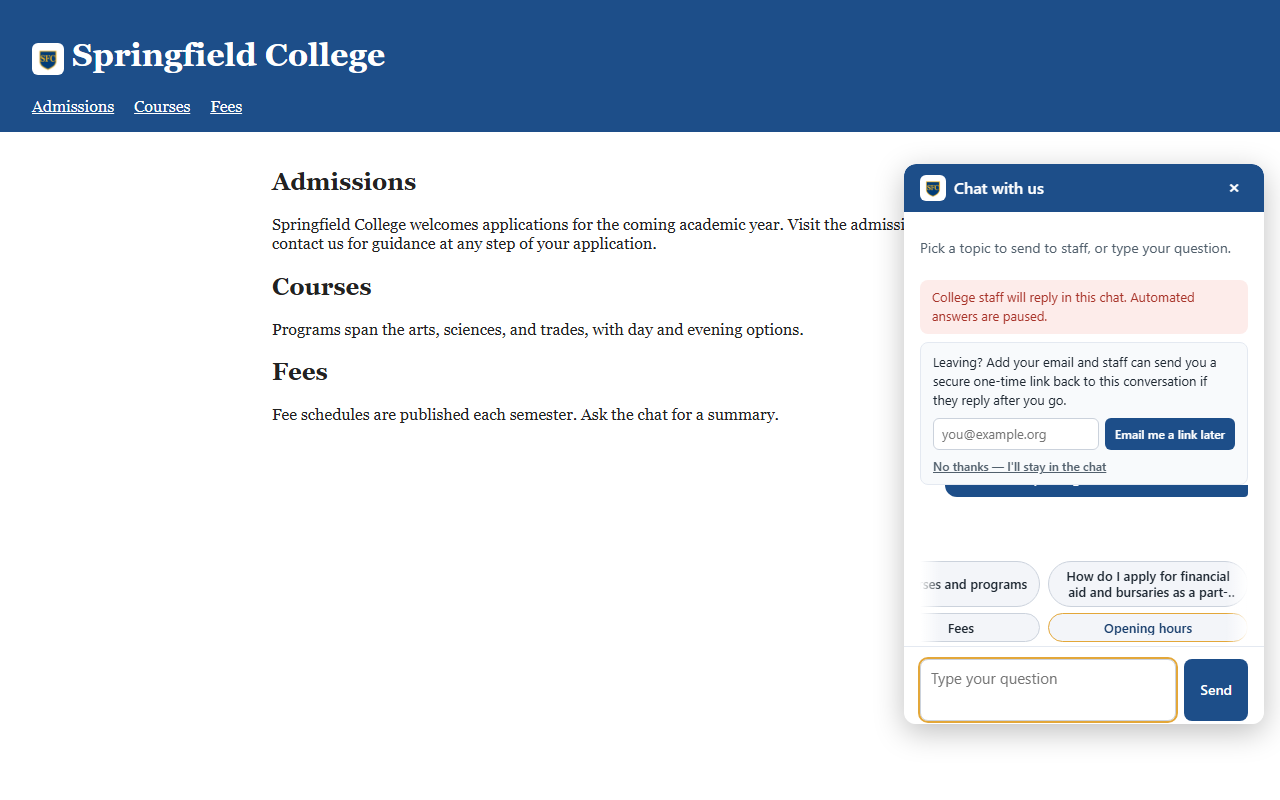 SFC
Springfield College
Admissions Courses Fees
Admissions
Springfield College welcomes applications for the coming academic year. Visit the
contact us for guidance at any step of your application.
Courses
Programs span the arts, sciences, and trades, with day and evening options.
Fees
Fee schedules are published each semester. Ask the chat for a summary.
SFC
Chat with us
×
Pick a topic to send to staff, or type your question.
College staff will reply in this chat. Automated
answers are paused.
Leaving? Add your email and staff can send you a
secure one-time link back to this conversation if
they reply after you go.
you@example.org
Email me a link later
No thanks — I'll stay in the chat
and programs
How do I apply for financial
aid and bursaries as a part-..
Fees
Opening hours
Type your question
Send